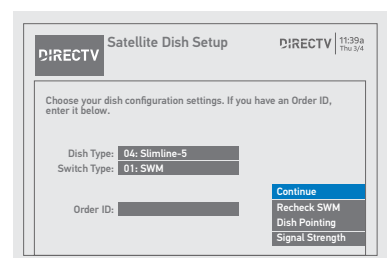 DIRECTV
Satellite Dish Setup
DIRECTV
11:39a
Thu 3/4
Choose your dish configuration settings. If you have an Order ID,
enter it below.
Dish Type: 04: Slimline-5
Switch Type: 01: SWM
Order ID:
Continue
Recheck SWM
Dish Pointing
Signal Strength